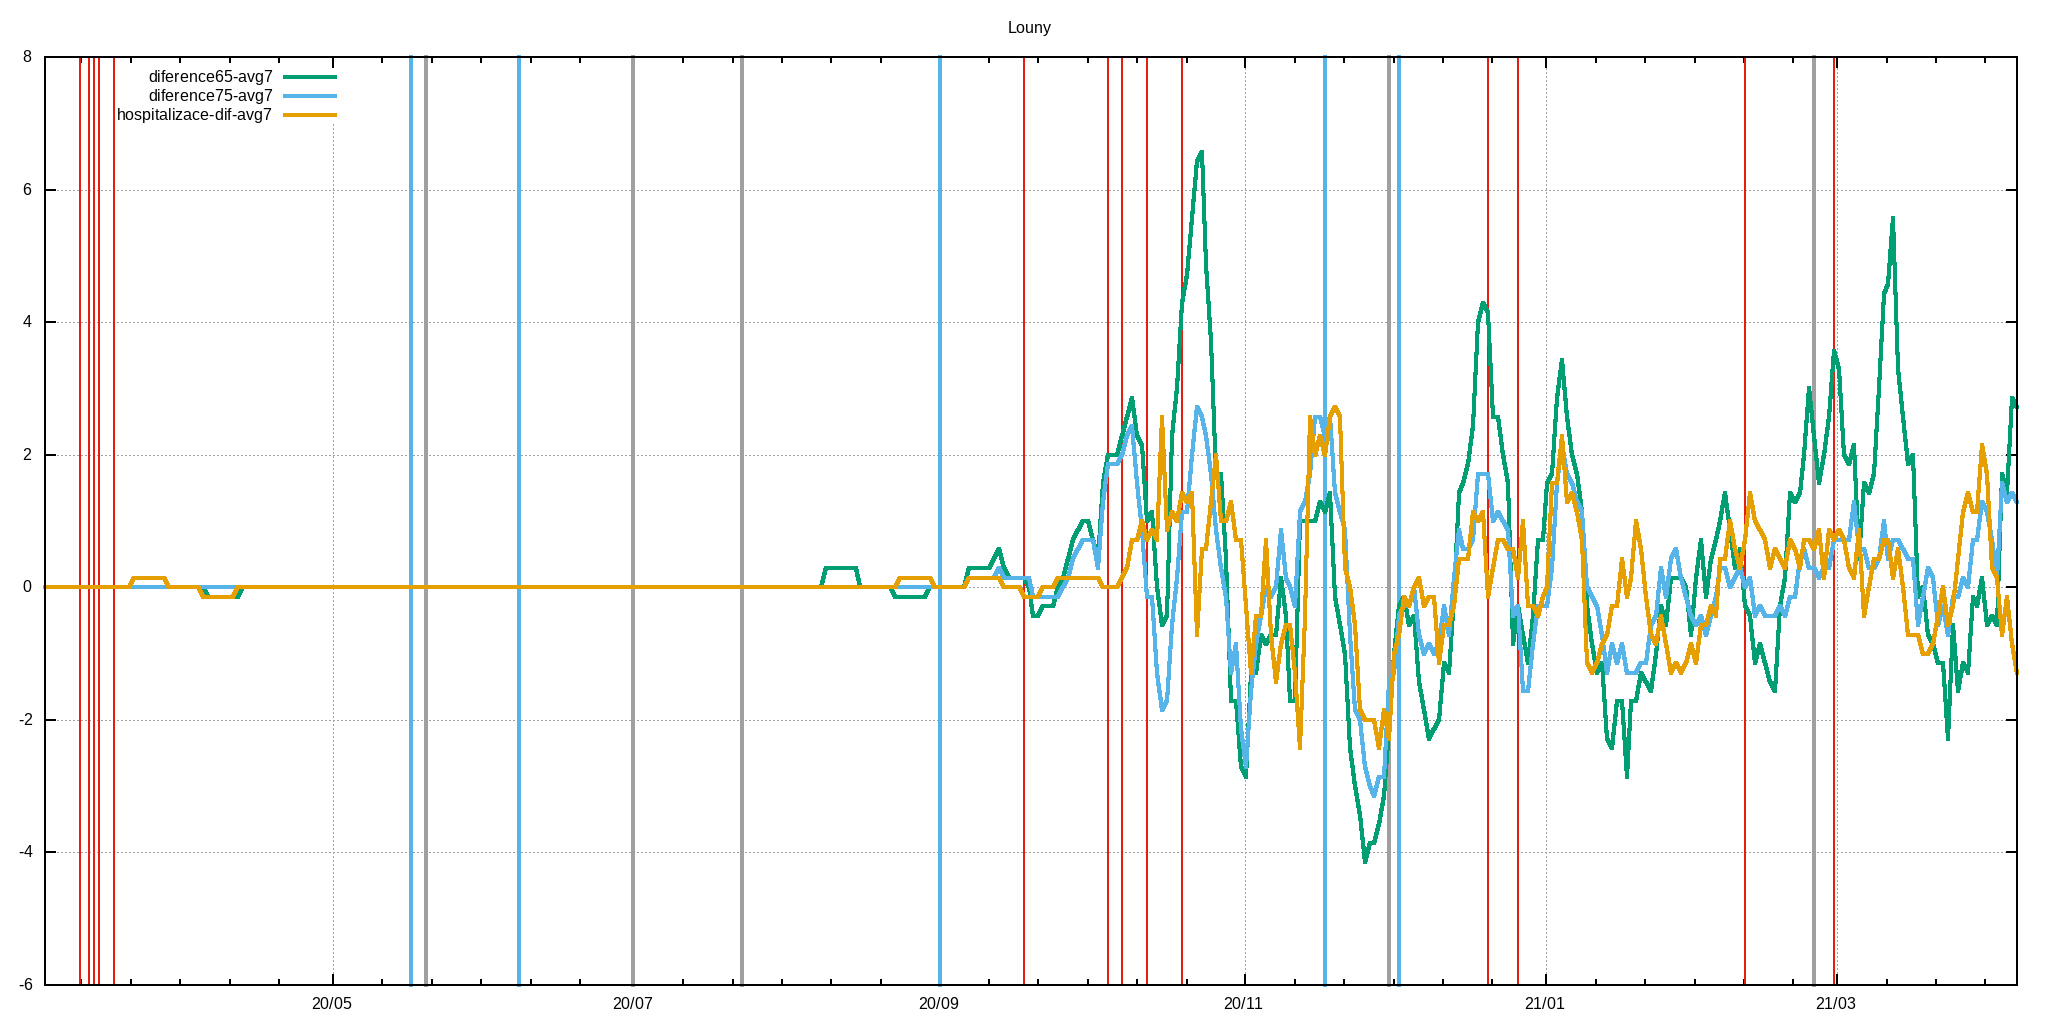 Louny
8
diference65-avg7
diference75-avg7
hospitalizace-dif-avg7
6
4
2
0
-2
-4
-6
20/05 20/07 20/09 20/11 21/01 21/03